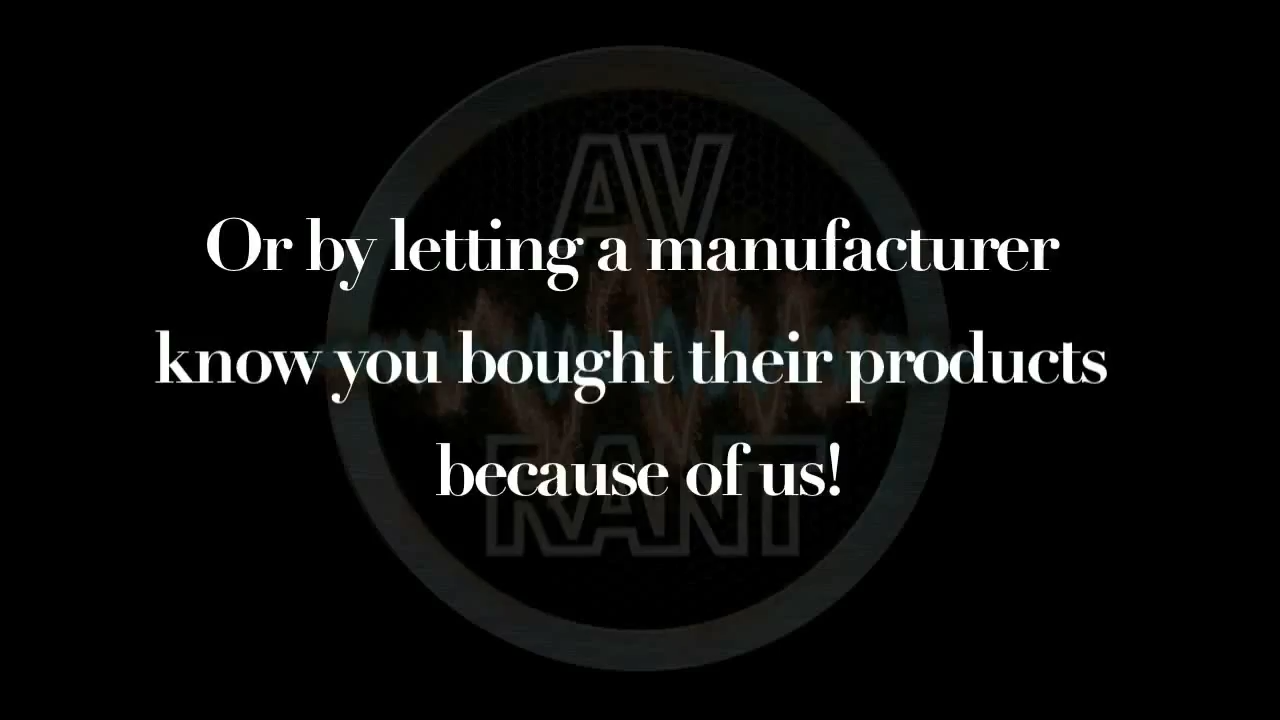 AV
Or by letting a manufacturer
know you bought their products
because of us!
RANT